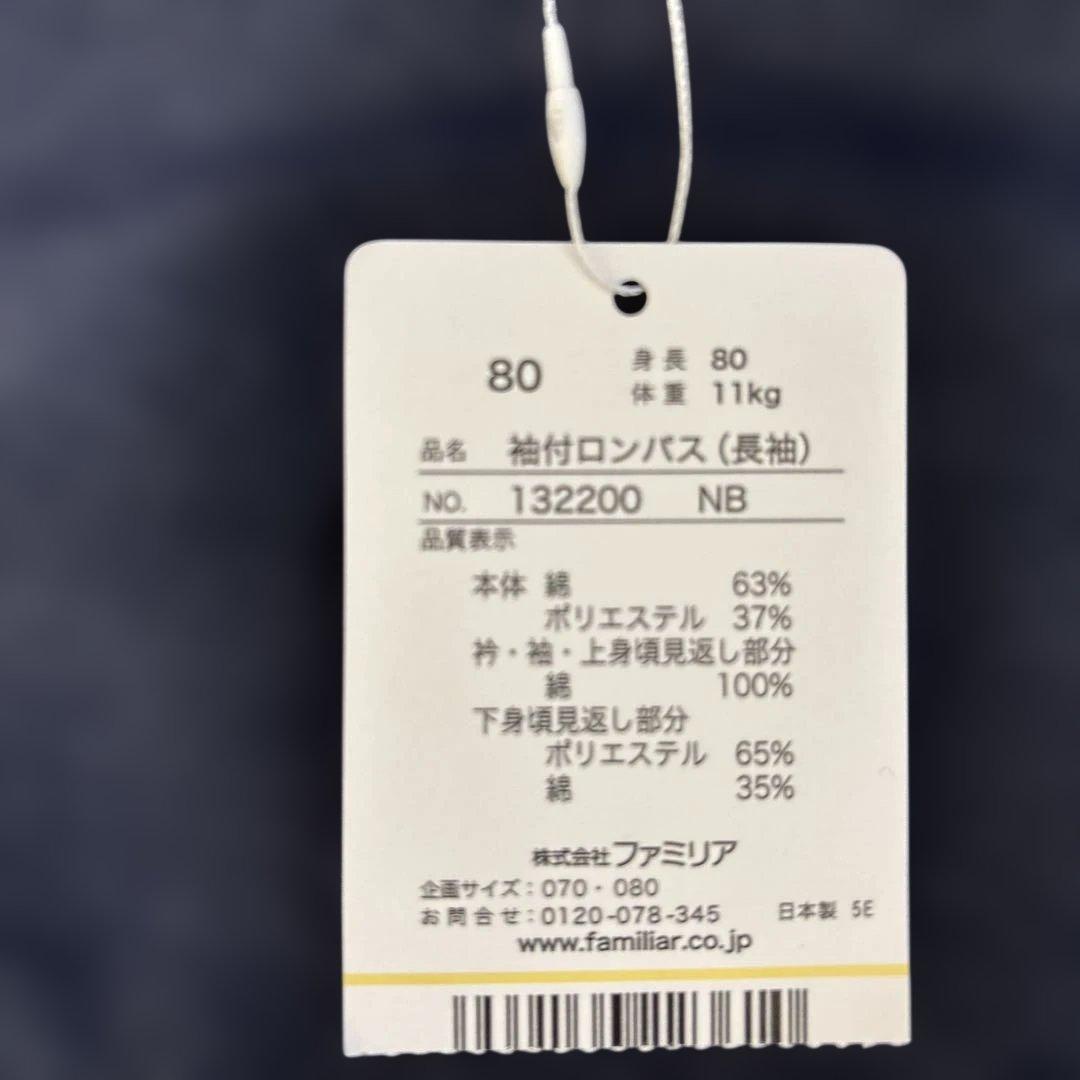 80
身長 80
体重 11kg
品名 袖付ロンパス(長袖)
NO. 132200 NB
品質表示
本体 綿 63%
ポリエステル 37%
衿・袖・上身頃見返し部分
綿 100%
下身頃見返し部分
ポリエステル 65%
綿 35%
株式会社ファミリア
企画サイズ:070・080
お問合せ:0120-078-345 日本製 5E
www.familiar.co.jp